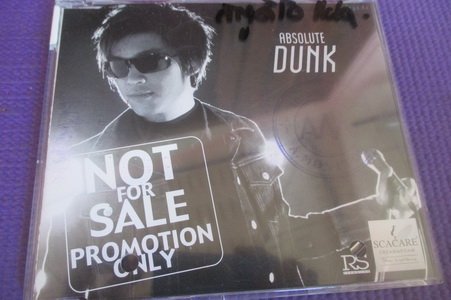 ABSOLUTE
DUNK
NOT
FOR
SALE
PROMOTION
ONLY
RS
SCACARE